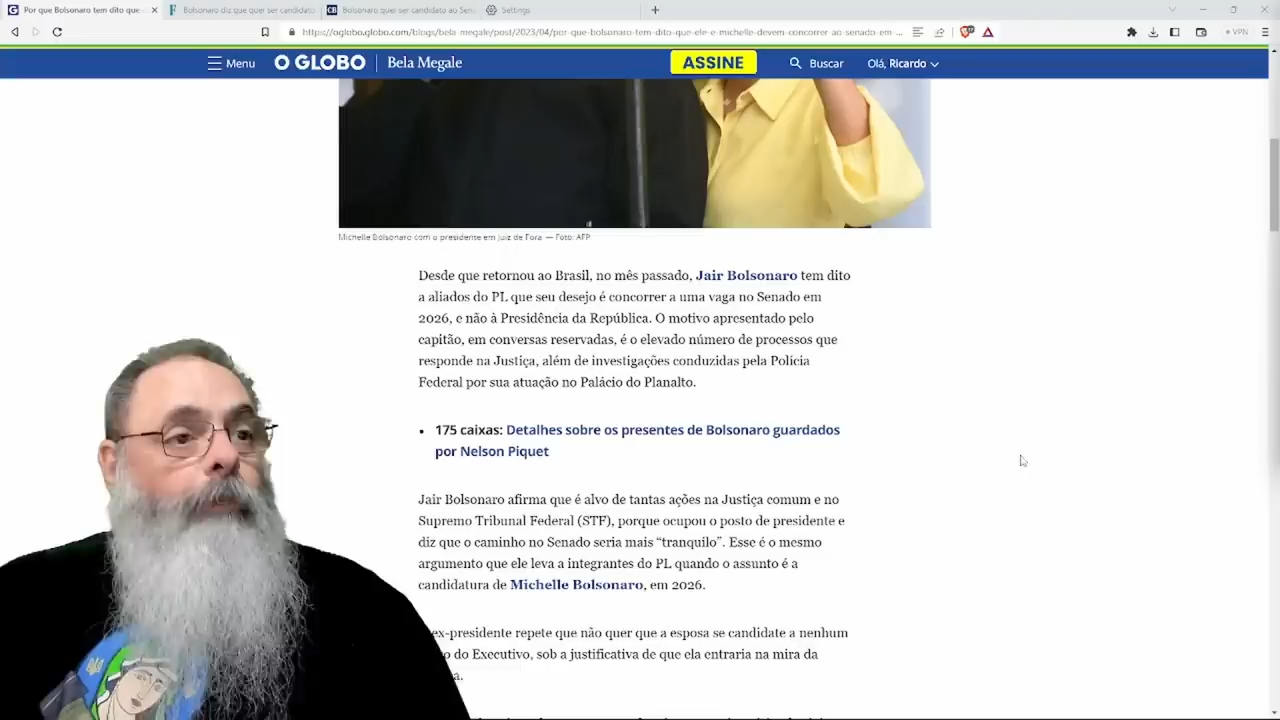 Por que Bolsonaro tem dito que
Bolsonaro diz que quer ser candidato
Bolsonaro quer ser candidato ao Sen
Settings
https://oglobo.globo.com/blogs/bela-megale/post/2023/04/por-que-bolsonaro-tem-dito-que-ele-e-michelle-devem-concorrer-ao-senado-em ...
VPN
Menu
O GLOBO
Bela Megale
ASSINE
Buscar
Olá, Ricardo
Michelle Bolsonaro com o presidente em Juiz de Fora — Foto: AFP
Desde que retornou ao Brasil, no mês passado, Jair Bolsonaro tem dito
a aliados do PL que seu desejo é concorrer a uma vaga no Senado em
2026, e não à Presidência da República. O motivo apresentado pelo
capitão, em conversas reservadas, é o elevado número de processos que
responde na Justiça, além de investigações conduzidas pela Polícia
Federal por sua atuação no Palácio do Planalto.
• 175 caixas: Detalhes sobre os presentes de Bolsonaro guardados
por Nelson Piquet
Jair Bolsonaro afirma que é alvo de tantas ações na Justiça comum e no
Supremo Tribunal Federal (STF), porque ocupou o posto de presidente e
diz que o caminho no Senado seria mais “tranquilo”. Esse é o mesmo
argumento que ele leva a integrantes do PL quando o assunto é a
candidatura de Michelle Bolsonaro, em 2026.
ex-presidente repete que não quer que a esposa se candidate a nenhum
do Executivo, sob a justificativa de que ela entraria na mira da